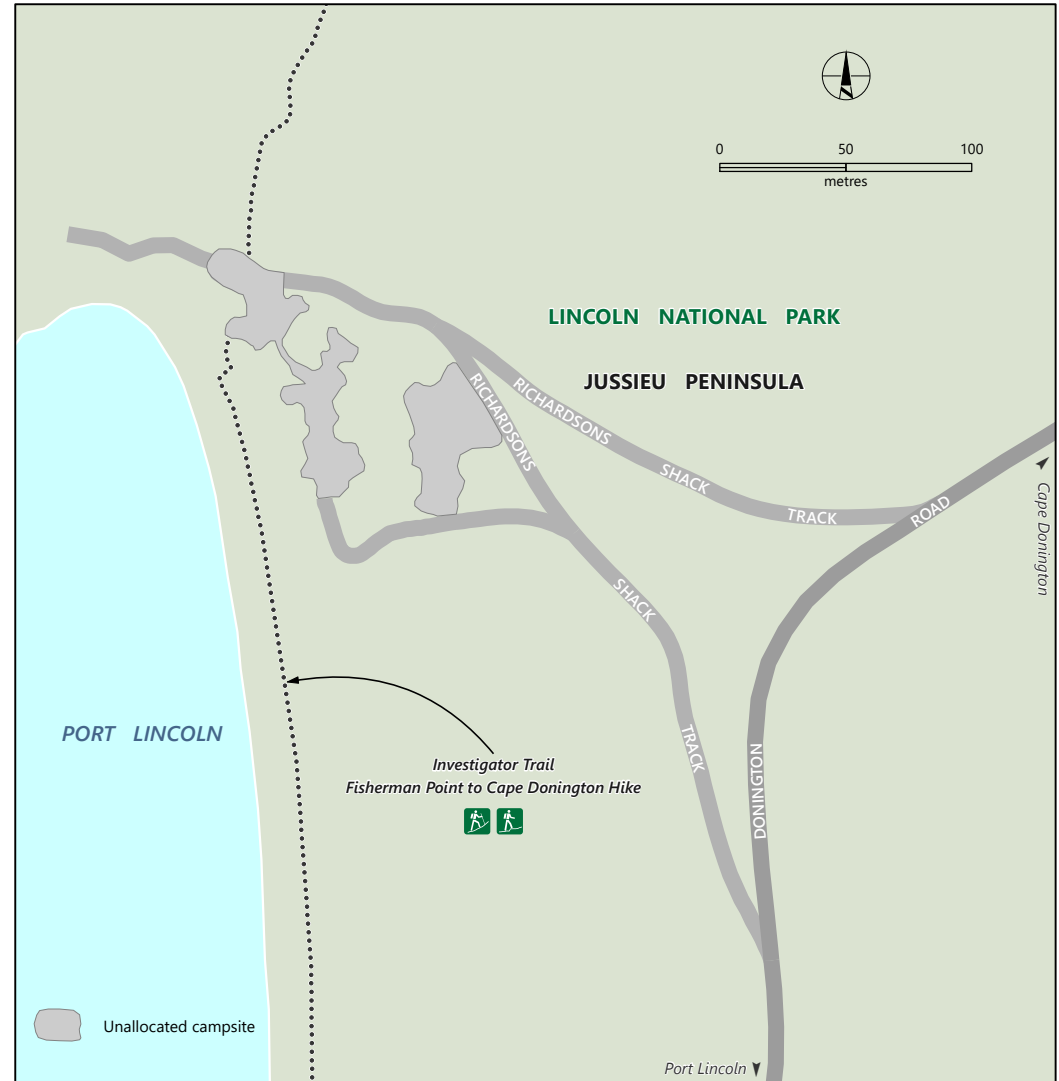 0 50 100
metres
LINCOLN NATIONAL PARK
JUSSIEU PENINSULA
RICHARDSONS
SHACK
TRACK
RICHARDSONS
SHACK
TRACK
DONINGTON
ROAD
Cape Donington
PORT LINCOLN
Investigator Trail
Fisherman Point to Cape Donington Hike
Unallocated campsite
Port Lincoln